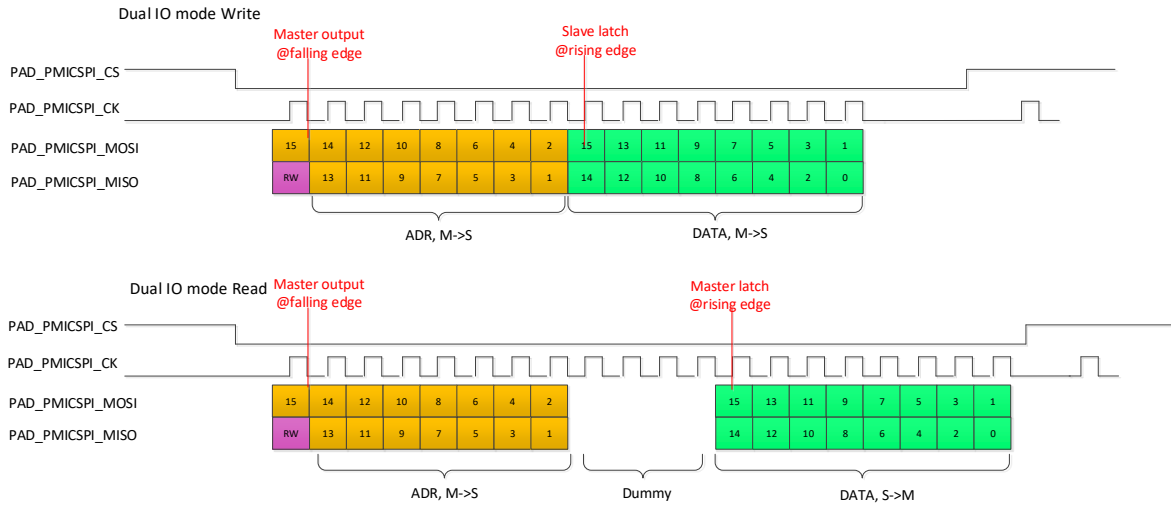 Dual IO mode Write
Master output
@falling edge
Slave latch
@rising edge
PAD_PMICSPI_CS
PAD_PMICSPI_CK
PAD_PMICSPI_MOSI
15 14 12 10 8 6 4 2 15 13 11 9 7 5 3 1
PAD_PMICSPI_MISO
RW 13 11 9 7 5 3 1 14 12 10 8 6 4 2 0
ADR, M->S
DATA, M->S
Dual IO mode Read
Master output
@falling edge
Master latch
@rising edge
PAD_PMICSPI_CS
PAD_PMICSPI_CK
PAD_PMICSPI_MOSI
15 14 12 10 8 6 4 2 15 13 11 9 7 5 3 1
PAD_PMICSPI_MISO
RW 13 11 9 7 5 3 1 14 12 10 8 6 4 2 0
ADR, M->S
Dummy
DATA, S->M